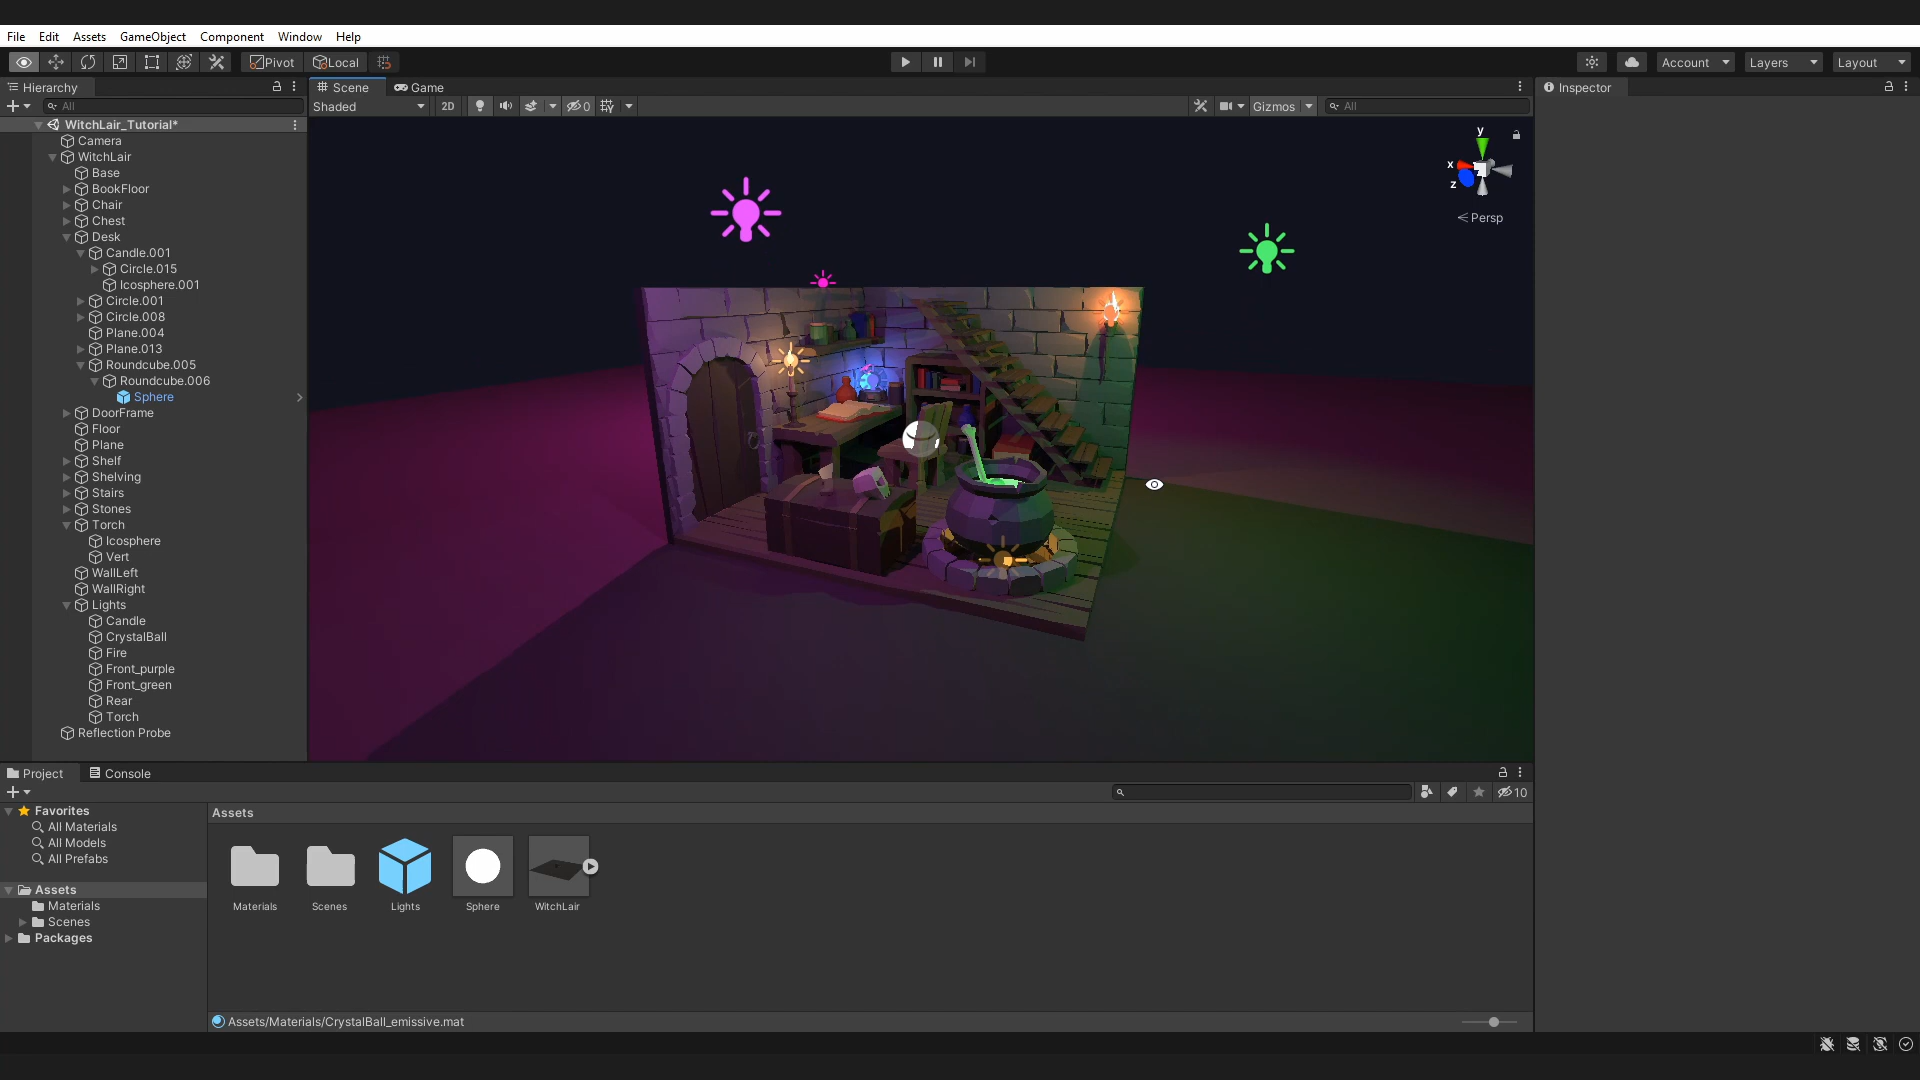 File Edit Assets GameObject Component Window Help
Pivot Local Account Layers Layout
Hierarchy Scene Game Inspector
All Shaded 2D 0 Gizmos All
WitchLair_Tutorial*
Camera
WitchLair
Base
BookFloor
Chair
Chest
Desk
Candle.001
Circle.015
Icosphere.001
Circle.001
Circle.008
Plane.004
Plane.013
Roundcube.005
Roundcube.006
Sphere
DoorFrame
Floor
Plane
Shelf
Shelving
Stairs
Stones
Torch
Icosphere
Vert
WallLeft
WallRight
Lights
Candle
CrystalBall
Fire
Front_purple
Front_green
Rear
Torch
Reflection Probe
y
x
z
Persp
Project Console
10
Favorites
All Materials
All Models
All Prefabs
Assets
Materials
Scenes
Packages
Assets
Materials Scenes Lights Sphere WitchLair
Assets/Materials/CrystalBall_emissive.mat